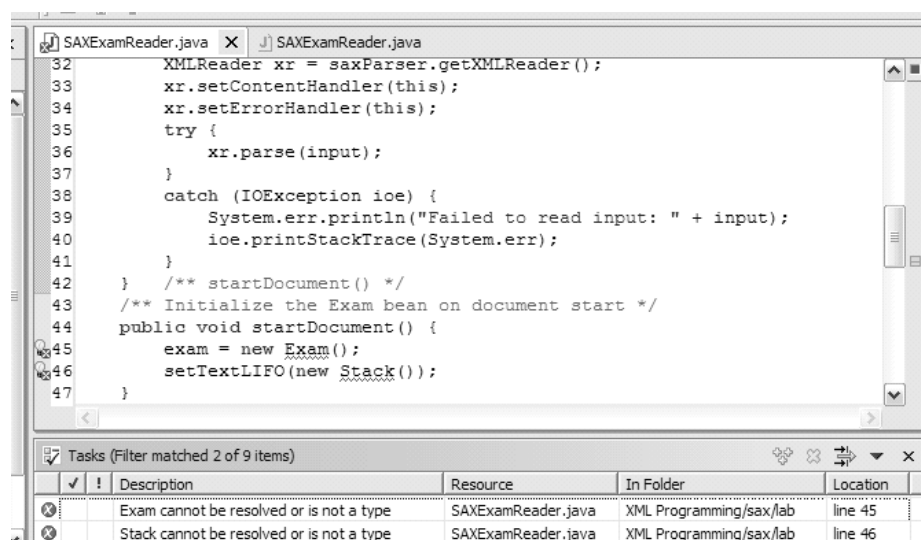 SAXExamReader.java X SAXExamReader.java
32 XMLReader xr = saxParser.getXMLReader();
33 xr.setContentHandler(this);
34 xr.setErrorHandler(this);
35 try {
36 xr.parse(input);
37 }
38 catch (IOException ioe) {
39 System.err.println("Failed to read input: " + input);
40 ioe.printStackTrace(System.err);
41 }
42 } /** startDocument() */
43 /** Initialize the Exam bean on document start */
44 public void startDocument() {
45 exam = new Exam();
46 setTextLIFO(new Stack());
47 }
Tasks (Filter matched 2 of 9 items)
✓ ! Description Resource In Folder Location
Exam cannot be resolved or is not a type SAXExamReader.java XML Programming/sax/lab line 45
Stack cannot be resolved or is not a type SAXExamReader.java XML Programming/sax/lab line 46